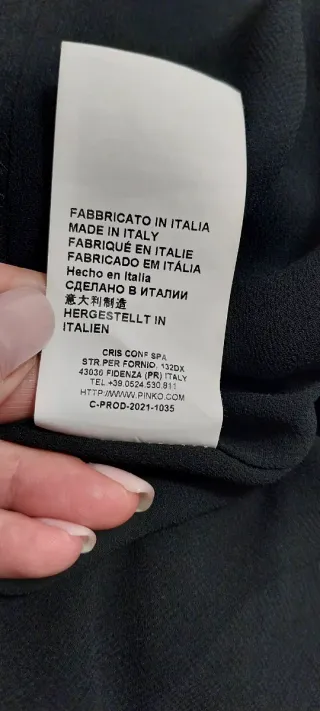 FABBRICATO IN ITALIA
MADE IN ITALY
FABRIQUÉ EN ITALIE
FABRICADO EM ITÁLIA
Hecho en Italia
СДЕЛАНО В ИТАЛИИ
意大利制造
HERGESTELLT IN
ITALIEN
CRIS CONF SPA
STR.PER FORNIO, 132DX
43036 FIDENZA (PR) ITALY
TEL +39.0524.530.811
HTTP://WWW.PINKO.COM
C-PROD-2021-1035